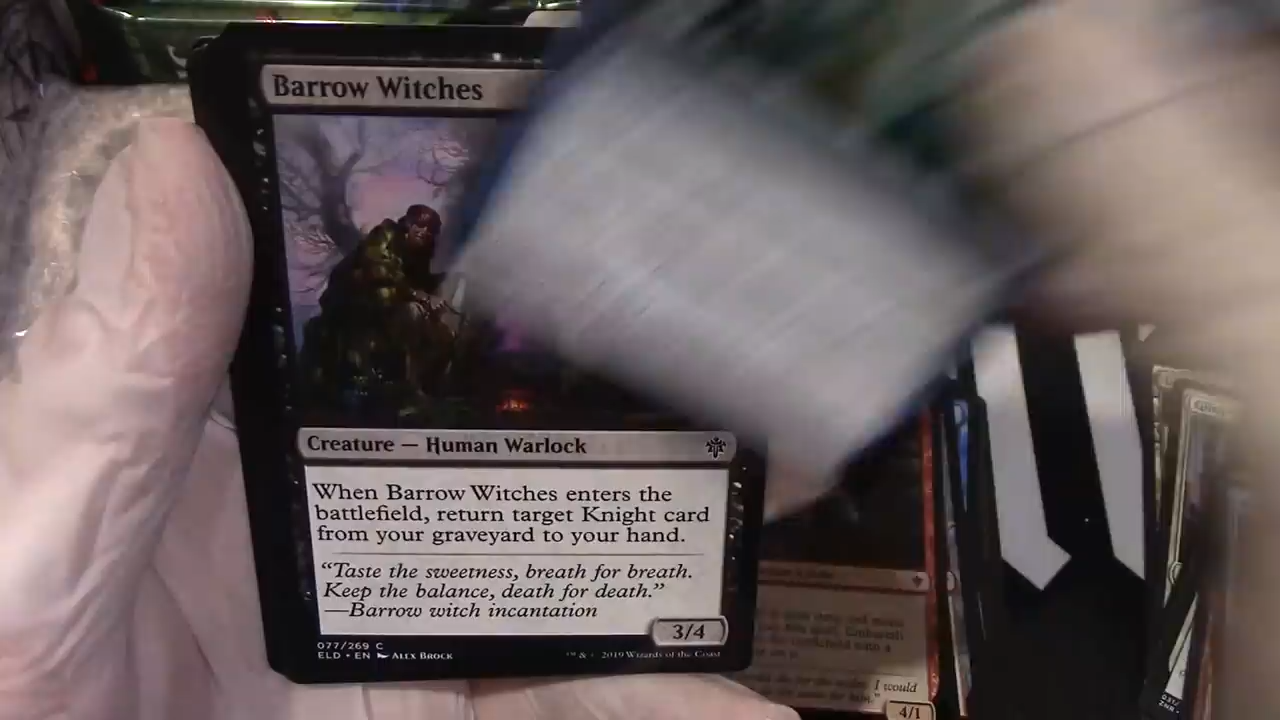 Barrow Witches
Creature — Human Warlock
When Barrow Witches enters the
battlefield, return target Knight card
from your graveyard to your hand.
“Taste the sweetness, breath for breath.
Keep the balance, death for death.”
—Barrow witch incantation
3/4
077/269 C
ELD • EN ALEX BROCK
™ & 2019 Wizards of the Coast
I would
4/1